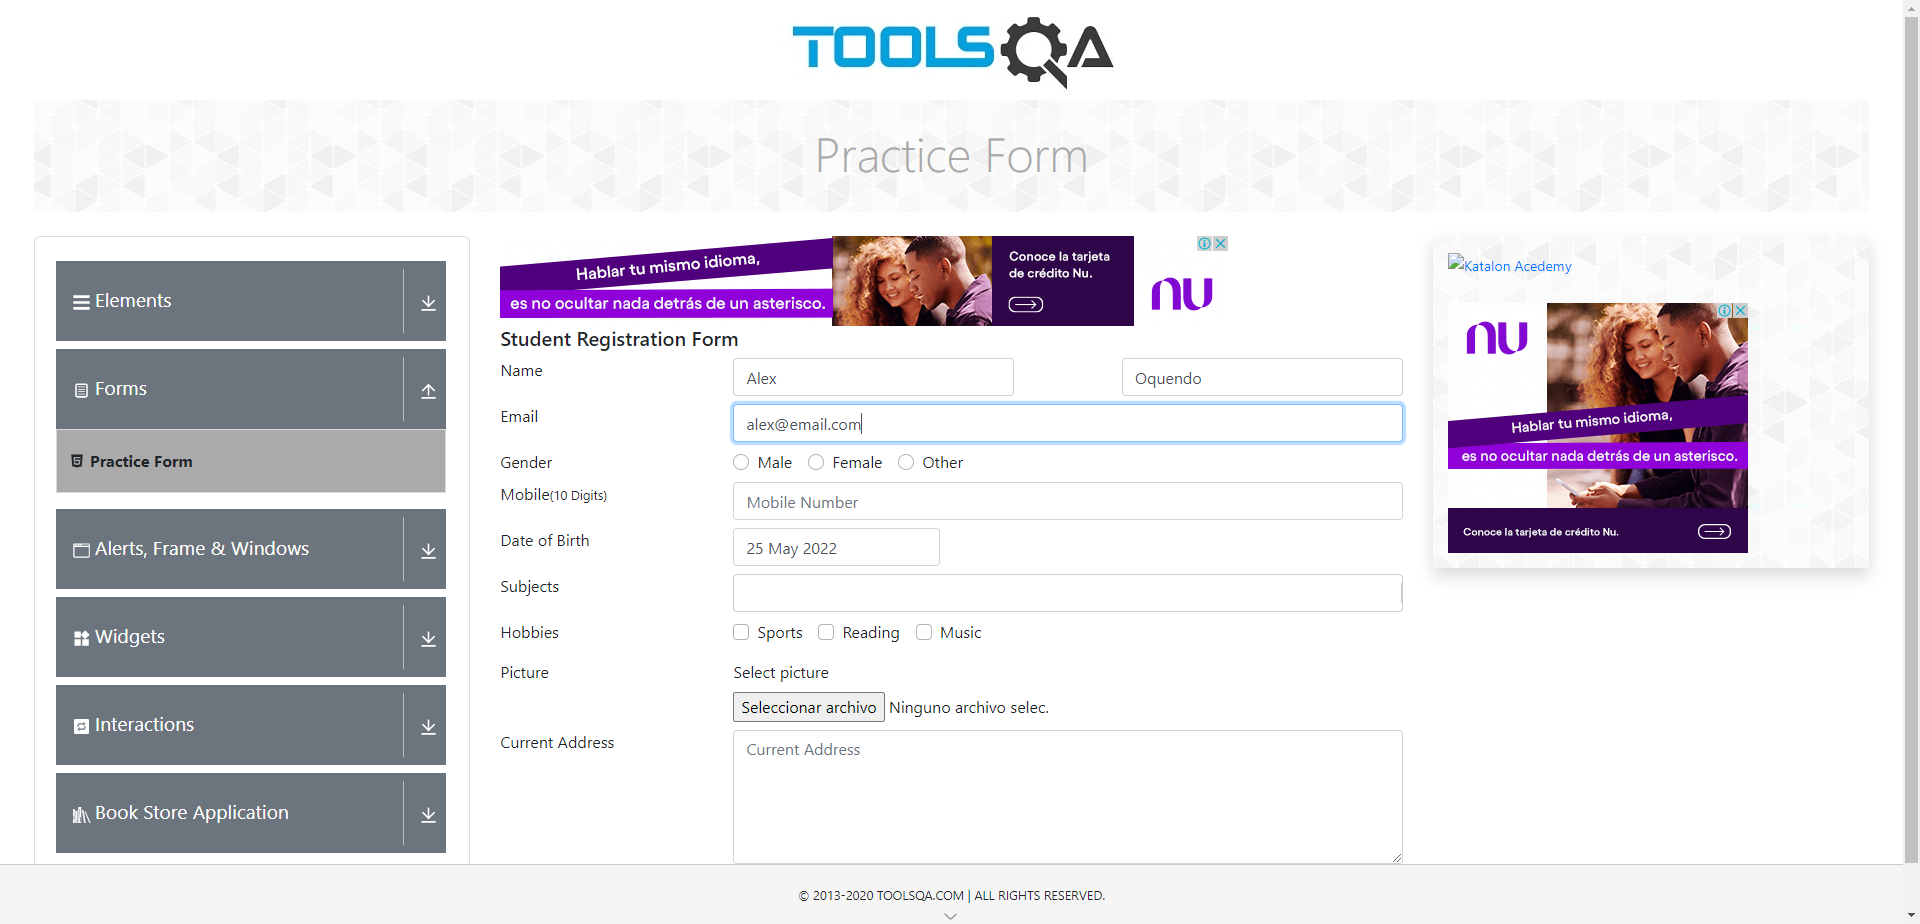 TOOLSQA
Practice Form
Elements
Forms
Practice Form
Alerts, Frame & Windows
Widgets
Interactions
Book Store Application
Hablar tu mismo idioma,
es no ocultar nada detrás de un asterisco.
Conoce la tarjeta
de crédito Nu.
nu
Student Registration Form
Name
Alex
Oquendo
Email
alex@email.com
Gender
Male
Female
Other
Mobile(10 Digits)
Mobile Number
Date of Birth
25 May 2022
Subjects
Hobbies
Sports
Reading
Music
Picture
Select picture
Seleccionar archivo
Ninguno archivo selec.
Current Address
Current Address
Katalon Acedemy
nu
Hablar tu mismo idioma,
es no ocultar nada detrás de un asterisco.
Conoce la tarjeta de crédito Nu.
© 2013-2020 TOOLSQA.COM | ALL RIGHTS RESERVED.